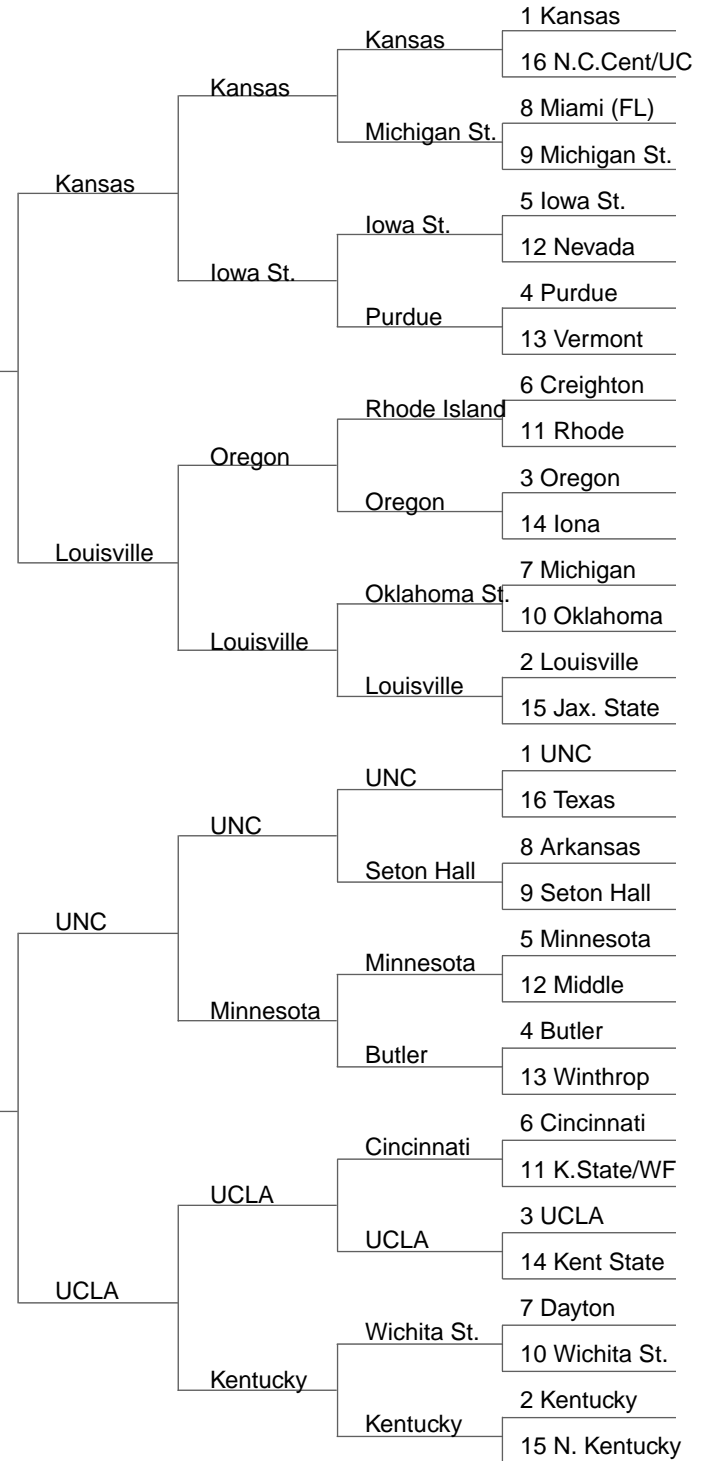 1 Kansas
Kansas
16 N.C.Cent/UC
Kansas
8 Miami (FL)
Michigan St.
9 Michigan St.
Kansas
5 Iowa St.
Iowa St.
12 Nevada
Iowa St.
4 Purdue
Purdue
13 Vermont
6 Creighton
Rhode Island
11 Rhode
Oregon
3 Oregon
Oregon
14 Iona
Louisville
7 Michigan
Oklahoma St.
10 Oklahoma
Louisville
2 Louisville
Louisville
15 Jax. State
1 UNC
UNC
16 Texas
UNC
8 Arkansas
Seton Hall
9 Seton Hall
UNC
5 Minnesota
Minnesota
12 Middle
Minnesota
4 Butler
Butler
13 Winthrop
6 Cincinnati
Cincinnati
11 K.State/WF
UCLA
3 UCLA
UCLA
14 Kent State
UCLA
7 Dayton
Wichita St.
10 Wichita St.
Kentucky
2 Kentucky
Kentucky
15 N. Kentucky